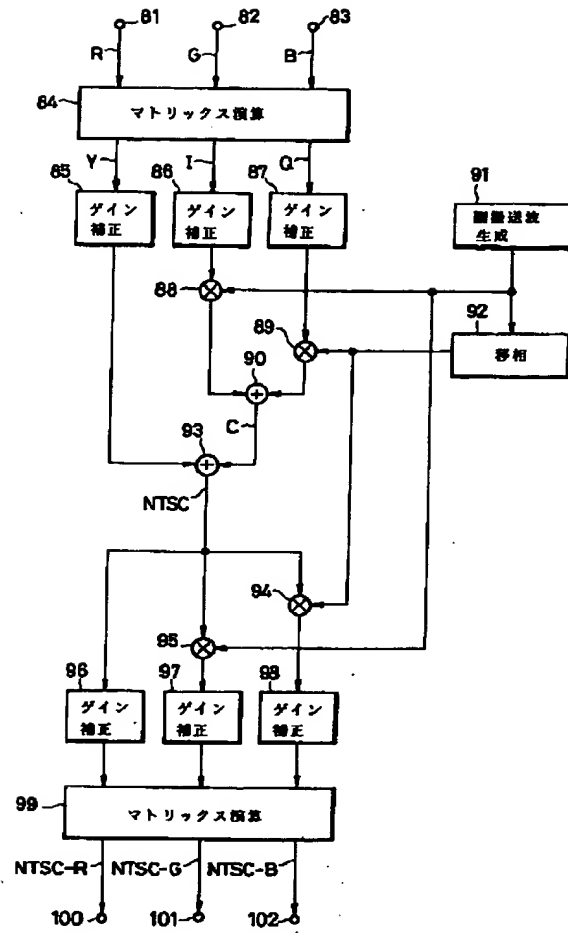 81
82
83
R
G
B
84
マトリックス演算
Y
I
Q
85
86
87
91
ゲイン
補正
ゲイン
補正
ゲイン
補正
副搬送波
生成
88
92
89
移相
90
C
93
NTSC
94
95
96
97
98
ゲイン
補正
ゲイン
補正
ゲイン
補正
99
マトリックス演算
NTSC-R
NTSC-G
NTSC-B
100
101
102